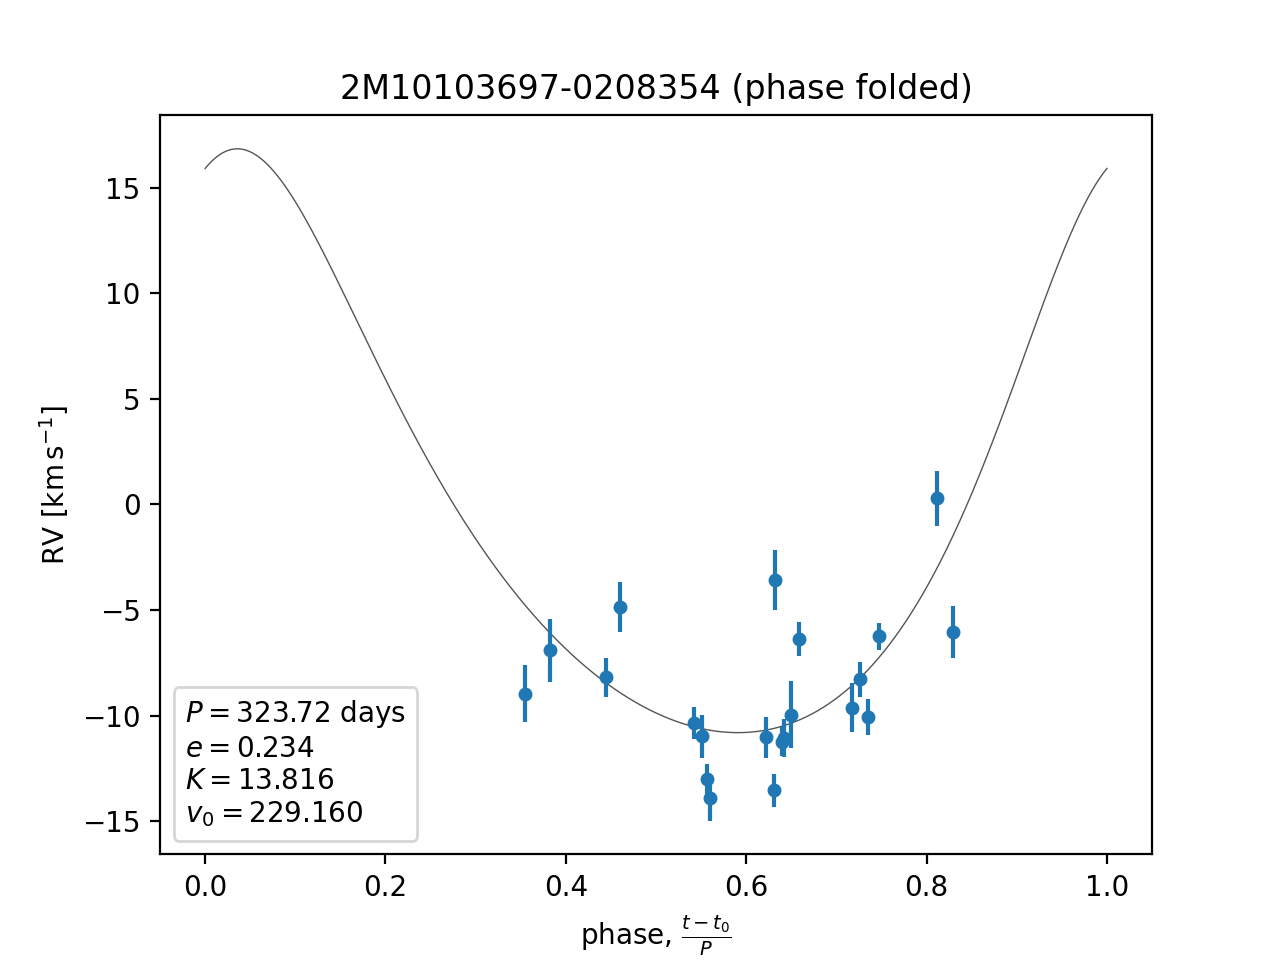 2M10103697-0208354 (phase folded)
15
10
5
0
−5
−10
−15
RV [km s⁻¹]
P = 323.72 days
e = 0.234
K = 13.816
v₀ = 229.160
0.0 0.2 0.4 0.6 0.8 1.0
phase, (t − t₀)/P